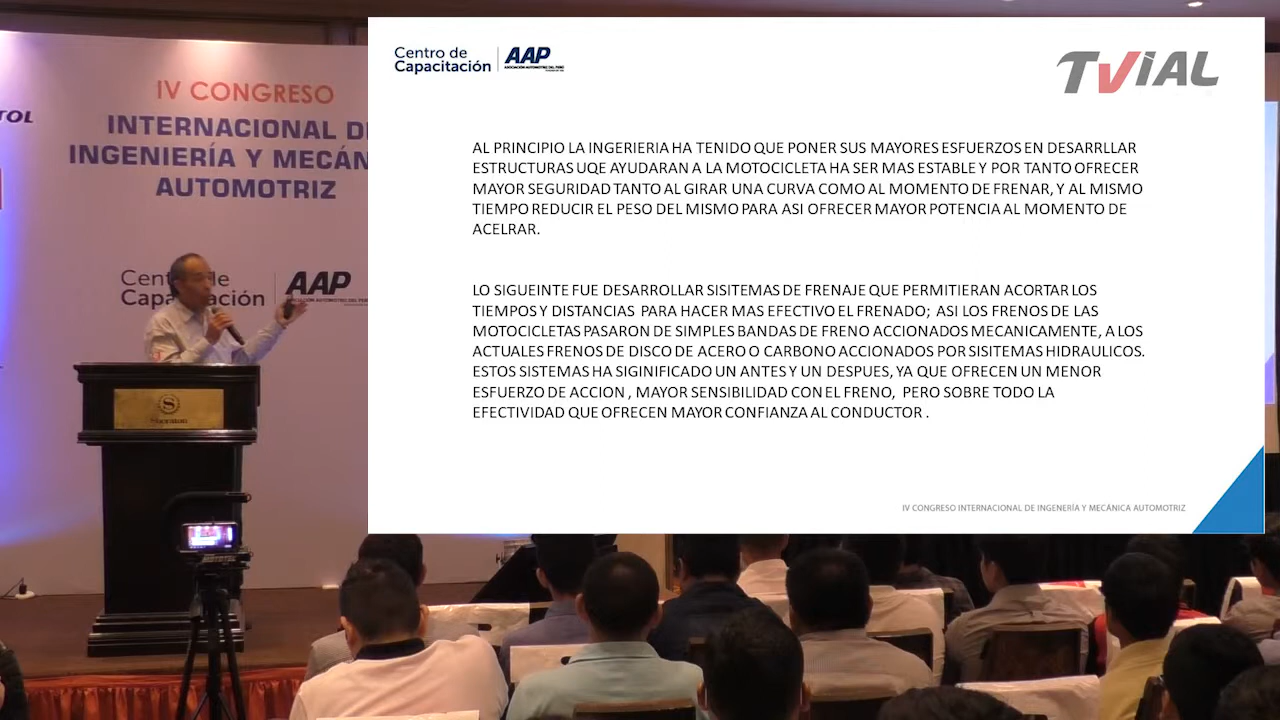 TOL
IV CONGRESO
INTERNACIONAL D
INGENIERÍA Y MECÁN
AUTOMOTRIZ
Centro de
Capacitación
AAP
Sheraton
Centro de
Capacitación
AAP
ASOCIACIÓN AUTOMOTRIZ DEL PERÚ
TVIAL
AL PRINCIPIO LA INGERIERIA HA TENIDO QUE PONER SUS MAYORES ESFUERZOS EN DESARRLLAR
ESTRUCTURAS UQE AYUDARAN A LA MOTOCICLETA HA SER MAS ESTABLE Y POR TANTO OFRECER
MAYOR SEGURIDAD TANTO AL GIRAR UNA CURVA COMO AL MOMENTO DE FRENAR, Y AL MISMO
TIEMPO REDUCIR EL PESO DEL MISMO PARA ASI OFRECER MAYOR POTENCIA AL MOMENTO DE
ACELRAR.
LO SIGUEINTE FUE DESARROLLAR SISITEMAS DE FRENAJE QUE PERMITIERAN ACORTAR LOS
TIEMPOS Y DISTANCIAS PARA HACER MAS EFECTIVO EL FRENADO; ASI LOS FRENOS DE LAS
MOTOCICLETAS PASARON DE SIMPLES BANDAS DE FRENO ACCIONADOS MECANICAMENTE, A LOS
ACTUALES FRENOS DE DISCO DE ACERO O CARBONO ACCIONADOS POR SISITEMAS HIDRAULICOS.
ESTOS SISTEMAS HA SIGINIFICADO UN ANTES Y UN DESPUES, YA QUE OFRECEN UN MENOR
ESFUERZO DE ACCION , MAYOR SENSIBILIDAD CON EL FRENO, PERO SOBRE TODO LA
EFECTIVIDAD QUE OFRECEN MAYOR CONFIANZA AL CONDUCTOR .
IV CONGRESO INTERNACIONAL DE INGENERÍA Y MECÁNICA AUTOMOTRIZ